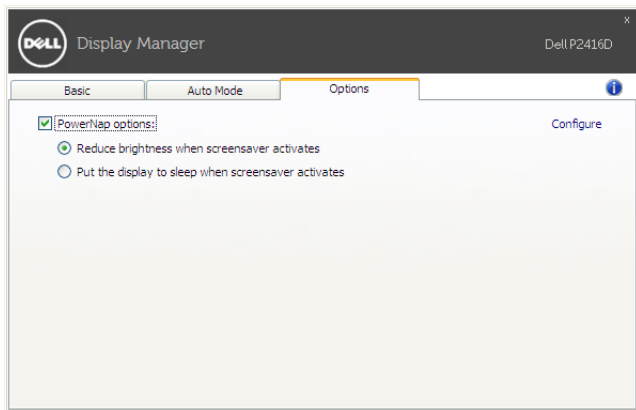 DELL Display Manager
x
Dell P2416D
Basic Auto Mode Options i
PowerNap options: Configure
Reduce brightness when screensaver activates
Put the display to sleep when screensaver activates